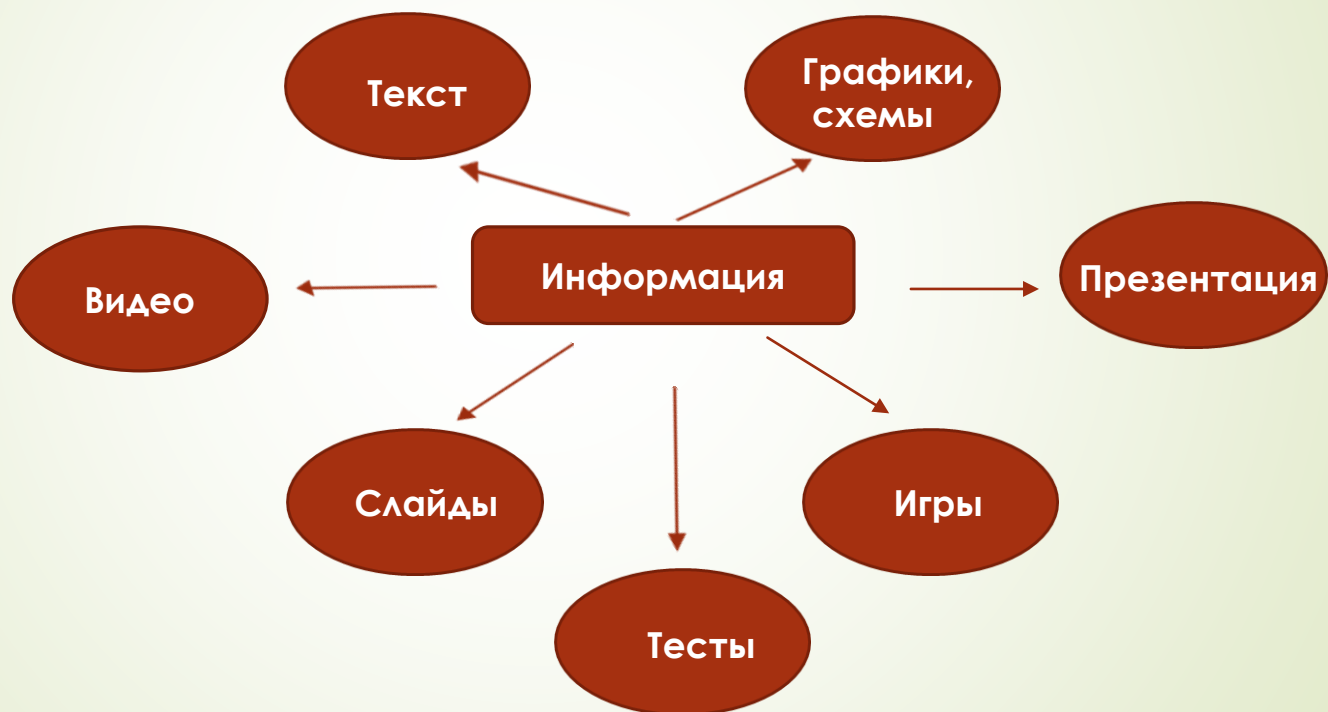 Текст
Графики,
схемы
Информация
Презентация
Видео
Слайды
Игры
Тесты